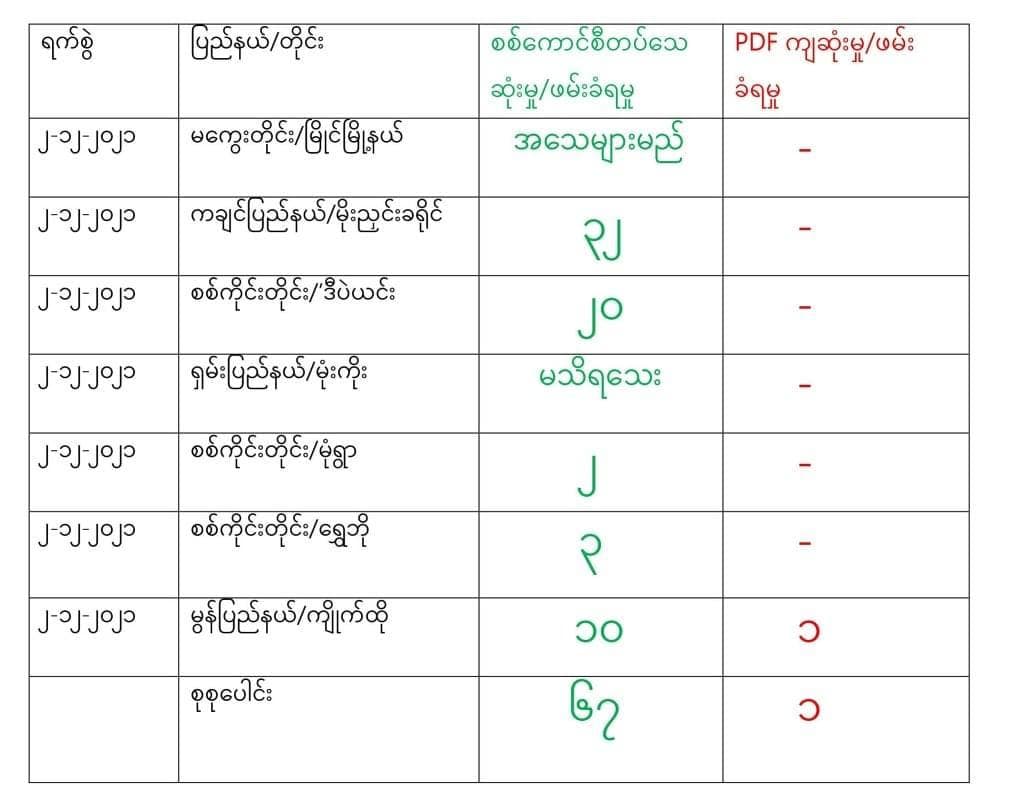 ရက်စွဲ ပြည်နယ်/တိုင်း စစ်ကောင်စီတပ်သေ PDF ကျဆုံးမှု/ဖမ်း
ဆုံးမှု/ဖမ်းခံရမှု ခံရမှု
၂-၁၂-၂၀၂၁ မကွေးတိုင်း/မြိုင်မြို့နယ် အသေများမည် -
၂-၁၂-၂၀၂၁ ကချင်ပြည်နယ်/မိုးညှင်းခရိုင် ၃၂ -
၂-၁၂-၂၀၂၁ စစ်ကိုင်းတိုင်း/‘ဒီပဲယင်း ၂၀ -
၂-၁၂-၂၀၂၁ ရှမ်းပြည်နယ်/မုံးကိုး မသိရသေး -
၂-၁၂-၂၀၂၁ စစ်ကိုင်းတိုင်း/မုံရွာ ၂ -
၂-၁၂-၂၀၂၁ စစ်ကိုင်းတိုင်း/ရွှေဘို ၃ -
၂-၁၂-၂၀၂၁ မွန်ပြည်နယ်/ကျိုက်ထို ၁၀ ၁
စုစုပေါင်း ၆၇ ၁